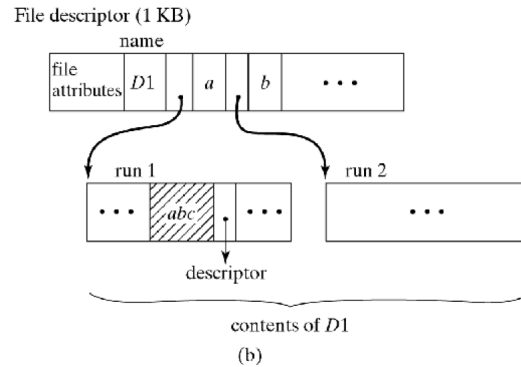 File descriptor (1 KB)
name
file
attributes
D1
a
b
• • •
run 1
run 2
• • •
abc
• • •
• • •
descriptor
contents of D1
(b)